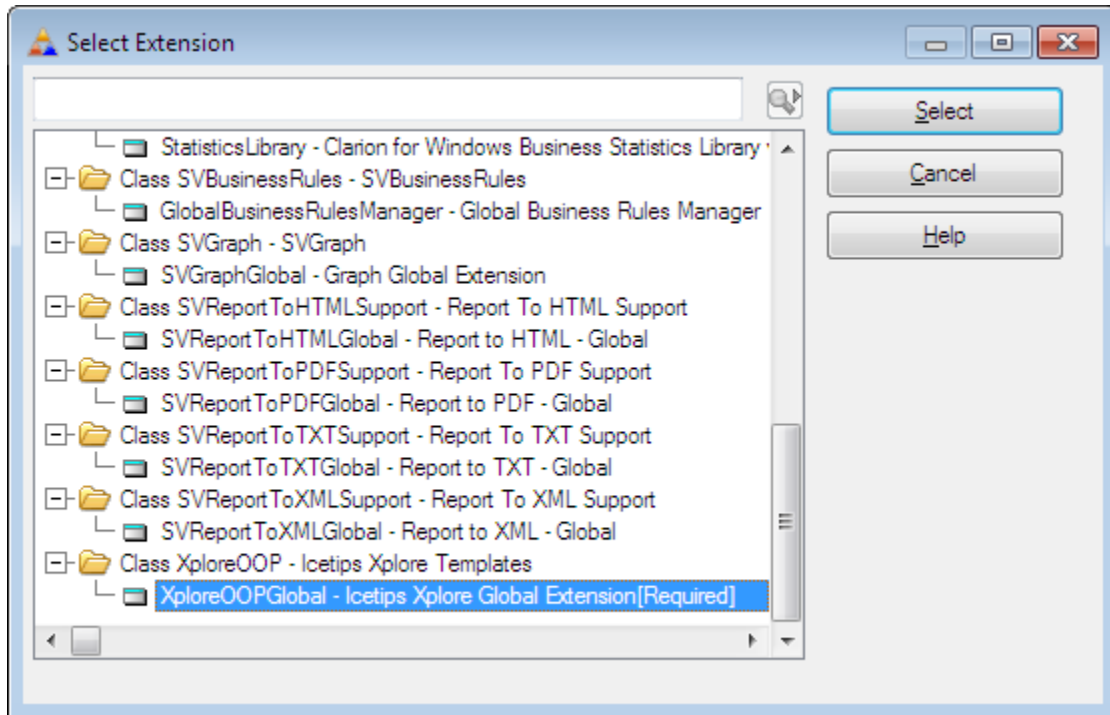 Select Extension
Select
StatisticsLibrary - Clarion for Windows Business Statistics Library
Class SVBusinessRules - SVBusinessRules
Cancel
GlobalBusinessRulesManager - Global Business Rules Manager
Class SVGraph - SVGraph
Help
SVGraphGlobal - Graph Global Extension
Class SVReportToHTMLSupport - Report To HTML Support
SVReportToHTMLGlobal - Report to HTML - Global
Class SVReportToPDFSupport - Report To PDF Support
SVReportToPDFGlobal - Report to PDF - Global
Class SVReportToTXTSupport - Report To TXT Support
SVReportToTXTGlobal - Report to TXT - Global
Class SVReportToXMLSupport - Report To XML Support
SVReportToXMLGlobal - Report to XML - Global
Class XploreOOP - Icetips Xplore Templates
XploreOOPGlobal - Icetips Xplore Global Extension[Required]